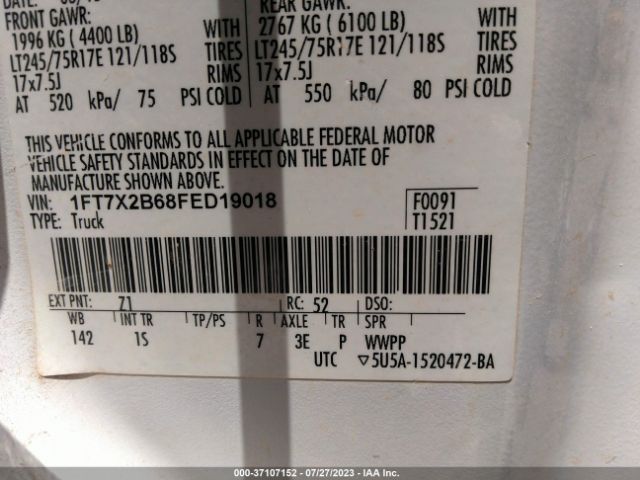 FRONT GAWR: REAR GAWR:
1996 KG ( 4400 LB) WITH 2767 KG ( 6100 LB) WITH
LT245/75R17E 121/118S TIRES LT245/75R17E 121/118S TIRES
17x7.5J RIMS 17x7.5J RIMS
AT 520 kPa/ 75 PSI COLD AT 550 kPa/ 80 PSI COLD
THIS VEHICLE CONFORMS TO ALL APPLICABLE FEDERAL MOTOR
VEHICLE SAFETY STANDARDS IN EFFECT ON THE DATE OF
MANUFACTURE SHOWN ABOVE.
VIN: 1FT7X2B68FED19018 F0091
TYPE: Truck T1521
EXT PNT: Z1 RC: 52 DSO:
WB INT TR TP/PS R AXLE TR SPR
142 1S 7 3E P WWPP
UTC ▽5U5A-1520472-BA
000-37107152 / 07/27/2023 - IAA Inc.